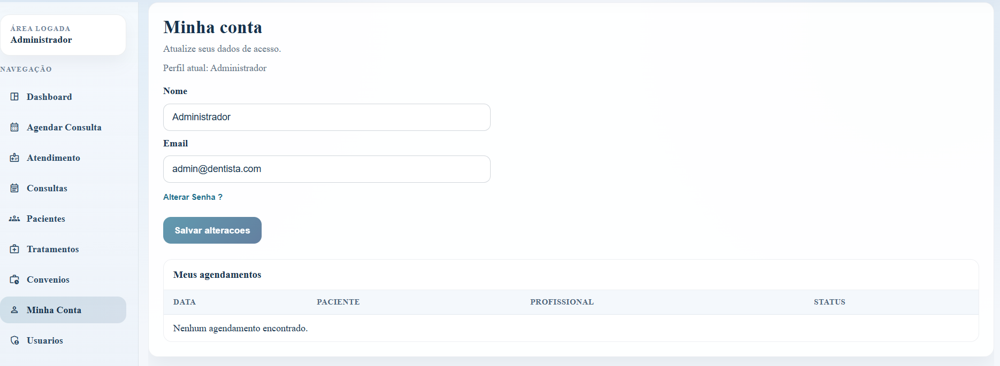 ÁREA LOGADA
Administrador
NAVEGAÇÃO
Dashboard
Agendar Consulta
Atendimento
Consultas
Pacientes
Tratamentos
Convenios
Minha Conta
Usuarios
Minha conta
Atualize seus dados de acesso.
Perfil atual: Administrador
Nome
Administrador
Email
admin@dentista.com
Alterar Senha ?
Salvar alteracoes
Meus agendamentos
DATA PACIENTE PROFISSIONAL STATUS
Nenhum agendamento encontrado.